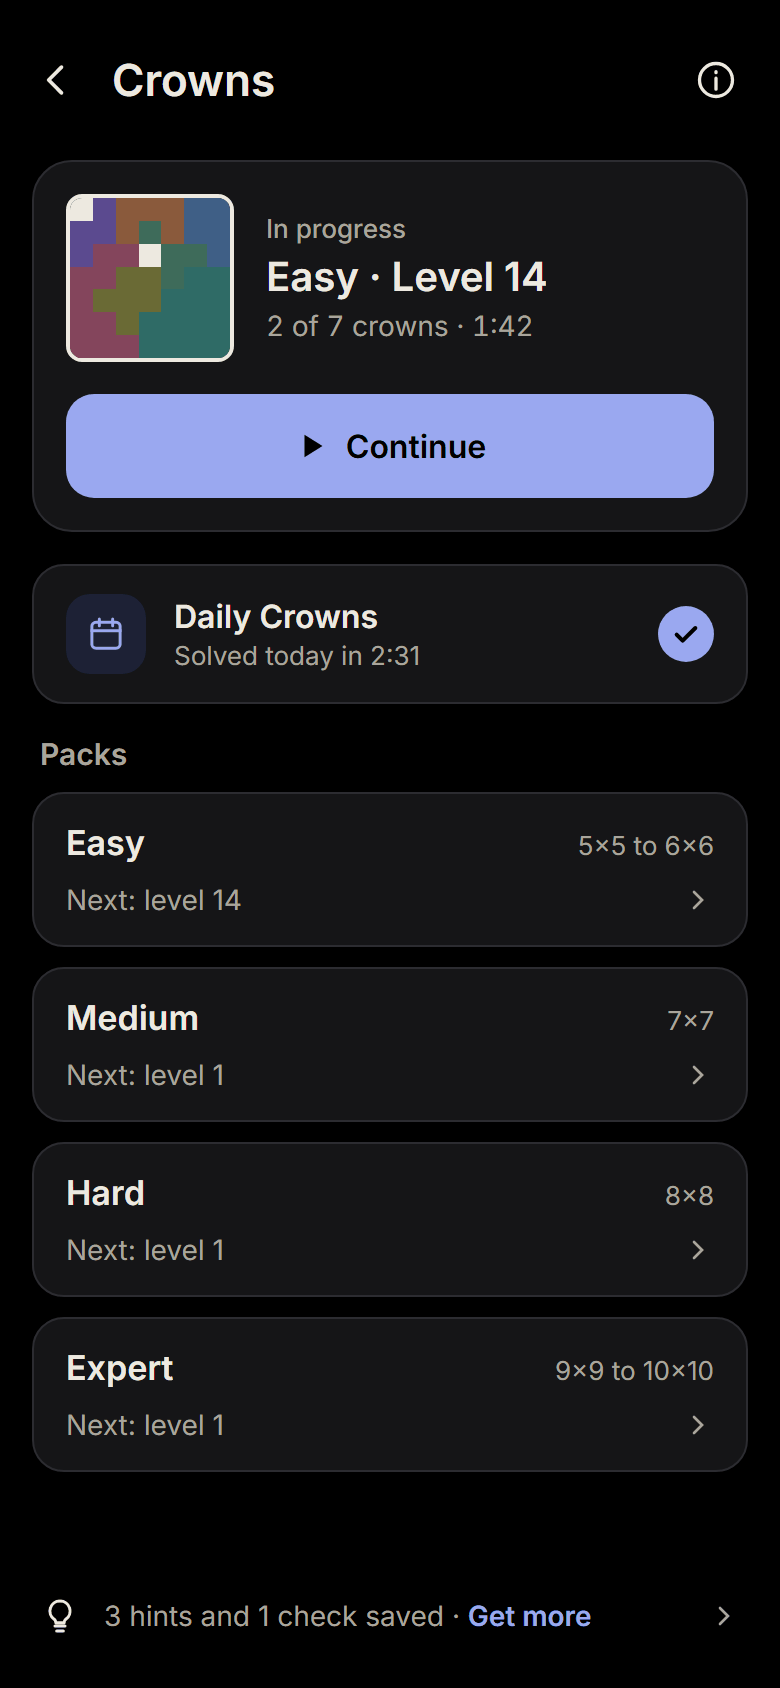 Crowns
In progress
Easy · Level 14
2 of 7 crowns · 1:42
Continue
Daily Crowns
Solved today in 2:31
Packs
Easy
5×5 to 6×6
Next: level 14
Medium
7×7
Next: level 1
Hard
8×8
Next: level 1
Expert
9×9 to 10×10
Next: level 1
3 hints and 1 check saved · Get more